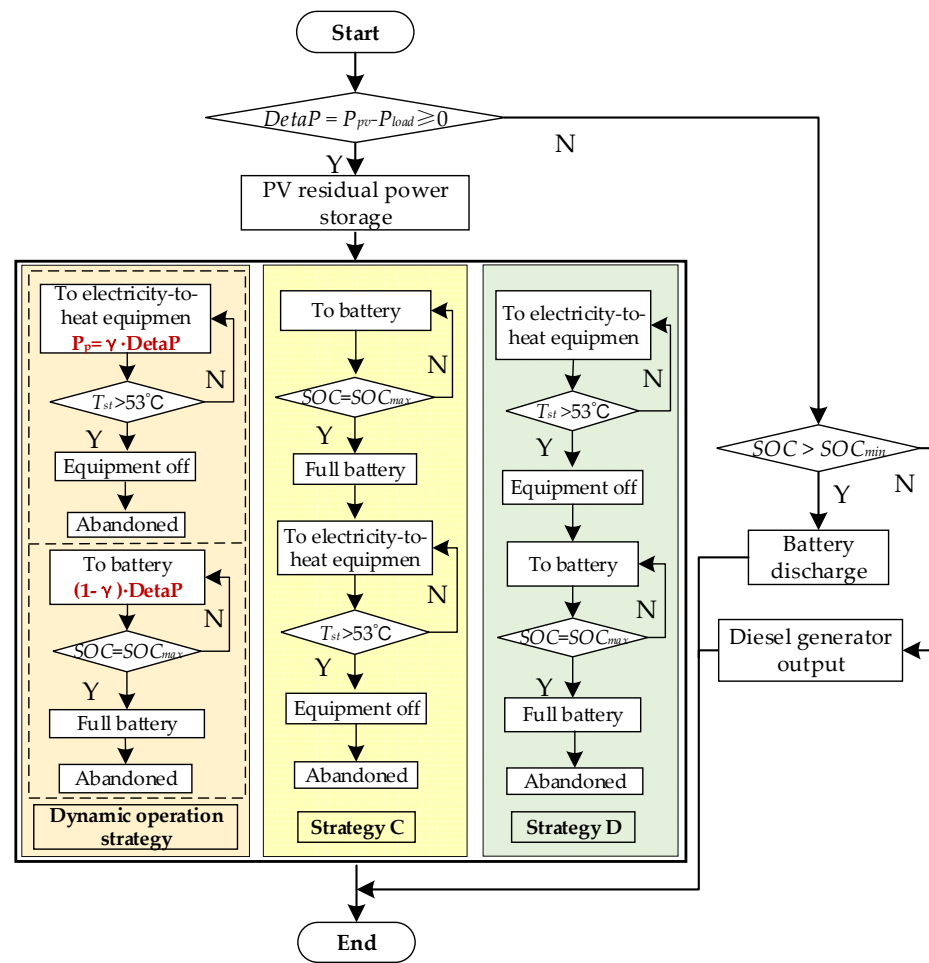 Start
DetaP = Ppv-Pload≥0
N
Y
PV residual power
storage
To electricity-to-
heat equipmen
Pp= γ·DetaP
N
Tst>53℃
Y
Equipment off
Abandoned
To battery
(1- γ)·DetaP
N
SOC=SOCmax
Y
Full battery
Abandoned
Dynamic operation
strategy
To battery
N
SOC=SOCmax
Y
Full battery
To electricity-to-
heat equipmen
N
Tst>53℃
Y
Equipment off
Abandoned
Strategy C
To electricity-to-
heat equipmen
N
Tst>53℃
Y
Equipment off
To battery
N
SOC=SOCmax
Y
Full battery
Abandoned
Strategy D
SOC > SOCmin
N
Y
Battery
discharge
Diesel generator
output
End